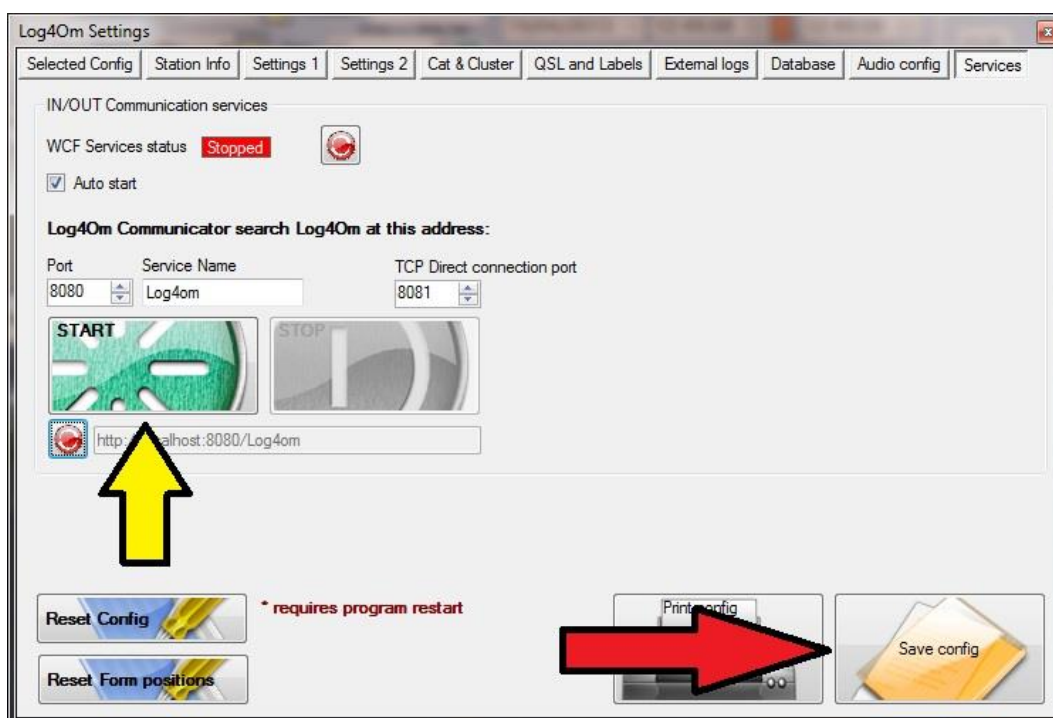 Log4Om Settings
Selected Config Station Info Settings 1 Settings 2 Cat & Cluster QSL and Labels External logs Database Audio config Services
IN/OUT Communication services
WCF Services status Stopped
Auto start
Log4Om Communicator search Log4Om at this address:
Port Service Name TCP Direct connection port
8080 Log4om 8081
START STOP
http: alhost:8080/Log4om
Reset Config * requires program restart Print config Save config
Reset Form positions